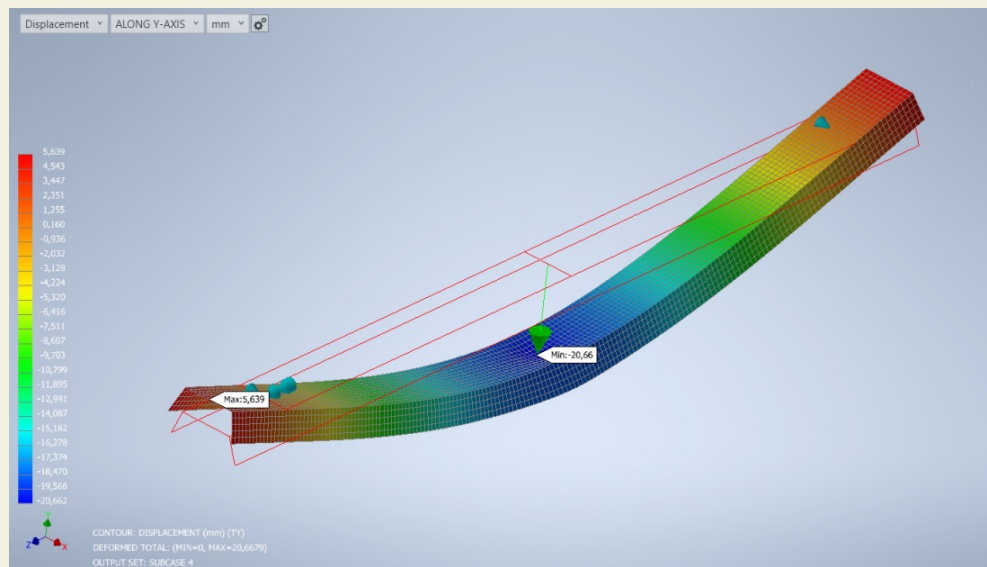 Displacement ALONG Y-AXIS mm
5,639
4,543
3,447
2,351
1,255
0,160
-0,936
-2,032
-3,128
-4,224
-5,320
-6,416
-7,511
-8,607
-9,703
-10,799
-11,895
-12,991
-14,087
-15,182
-16,278
-17,374
-18,470
-19,566
-20,662
Min:-20,66
Max:5,639
Y
Z
X
CONTOUR: DISPLACEMENT (mm) (TY)
DEFORMED TOTAL: (MIN=0, MAX=20,6679)
OUTPUT SET: SUBCASE 4